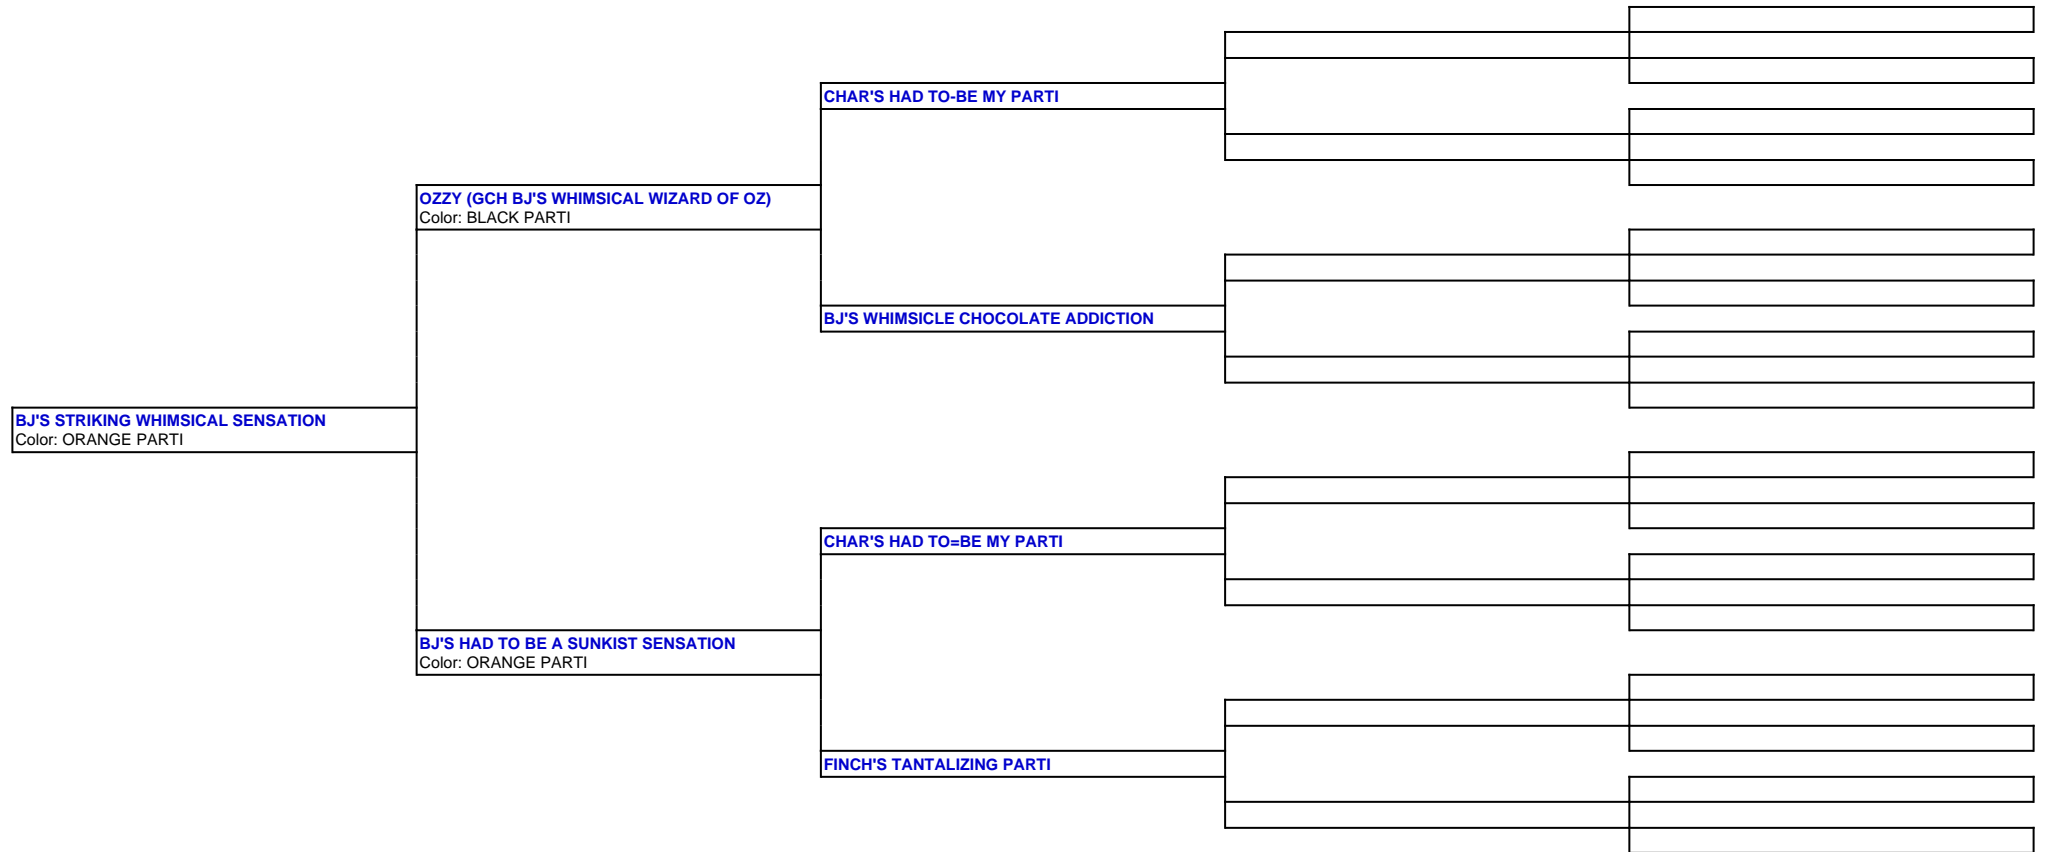 CHAR'S HAD TO-BE MY PARTI
OZZY (GCH BJ'S WHIMSICAL WIZARD OF OZ)
Color: BLACK PARTI
BJ'S WHIMSICLE CHOCOLATE ADDICTION
BJ'S STRIKING WHIMSICAL SENSATION
Color: ORANGE PARTI
CHAR'S HAD TO=BE MY PARTI
BJ'S HAD TO BE A SUNKIST SENSATION
Color: ORANGE PARTI
FINCH'S TANTALIZING PARTI